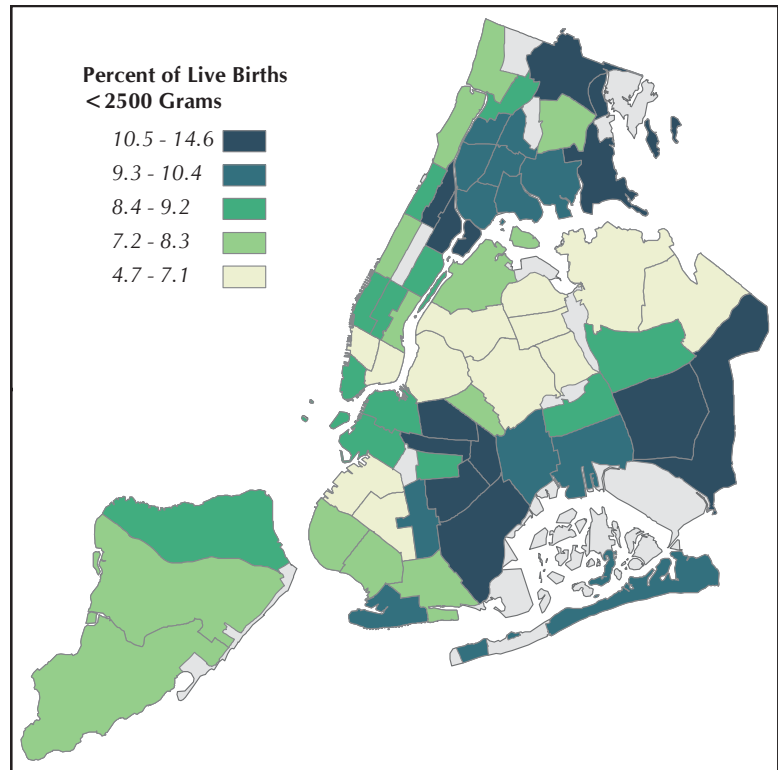 Percent of Live Births
<2500 Grams
10.5 - 14.6
9.3 - 10.4
8.4 - 9.2
7.2 - 8.3
4.7 - 7.1